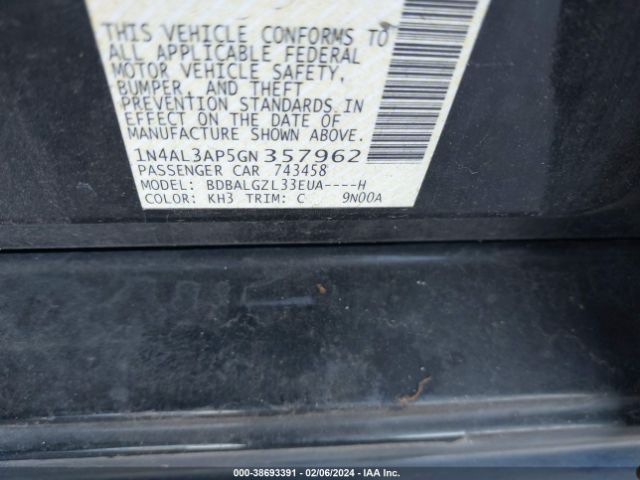 THIS VEHICLE CONFORMS TO
ALL APPLICABLE FEDERAL
MOTOR VEHICLE SAFETY,
BUMPER, AND THEFT
PREVENTION STANDARDS IN
EFFECT ON THE DATE OF
MANUFACTURE SHOWN ABOVE.
1N4AL3AP5GN357962
PASSENGER CAR 743458
MODEL: BDBALGZL33EUA----H
COLOR: KH3 TRIM: C 9N00A
000-38693391 - 02/06/2024 - IAA Inc.